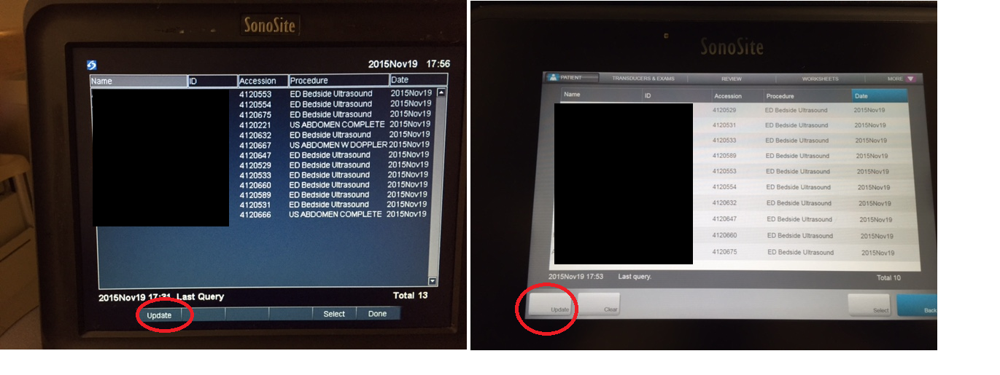 SonoSite
2015Nov19 17:56
Name ID Accession Procedure Date
4120553 ED Bedside Ultrasound 2015Nov19
4120554 ED Bedside Ultrasound 2015Nov19
4120675 ED Bedside Ultrasound 2015Nov19
4120221 US ABDOMEN COMPLETE 2015Nov19
4120632 ED Bedside Ultrasound 2015Nov19
4120667 US ABDOMEN W DOPPLER 2015Nov19
4120647 ED Bedside Ultrasound 2015Nov19
4120529 ED Bedside Ultrasound 2015Nov19
4120533 ED Bedside Ultrasound 2015Nov19
4120660 ED Bedside Ultrasound 2015Nov19
4120589 ED Bedside Ultrasound 2015Nov19
4120531 ED Bedside Ultrasound 2015Nov19
4120666 US ABDOMEN COMPLETE 2015Nov19
2015Nov19 17:31 Last Query Total 13
Update Select Done
SonoSite
PATIENT TRANSDUCERS & EXAMS REVIEW WORKSHEETS MORE
Name ID Accession Procedure Date
4120529 ED Bedside Ultrasound 2015Nov19
4120531 ED Bedside Ultrasound 2015Nov19
4120533 ED Bedside Ultrasound 2015Nov19
4120589 ED Bedside Ultrasound 2015Nov19
4120553 ED Bedside Ultrasound 2015Nov19
4120554 ED Bedside Ultrasound 2015Nov19
4120632 ED Bedside Ultrasound 2015Nov19
4120647 ED Bedside Ultrasound 2015Nov19
4120660 ED Bedside Ultrasound 2015Nov19
4120675 ED Bedside Ultrasound 2015Nov19
2015Nov19 17:53 Last query. Total 10
Update Clear Select Back